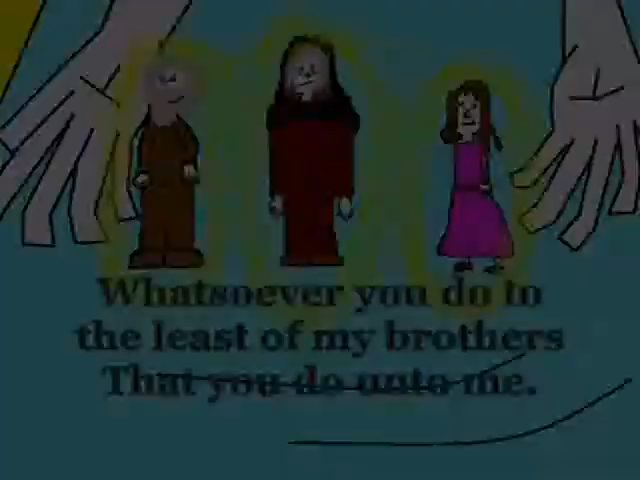 Whatsoever you do to
the least of my brothers
That you do unto me.